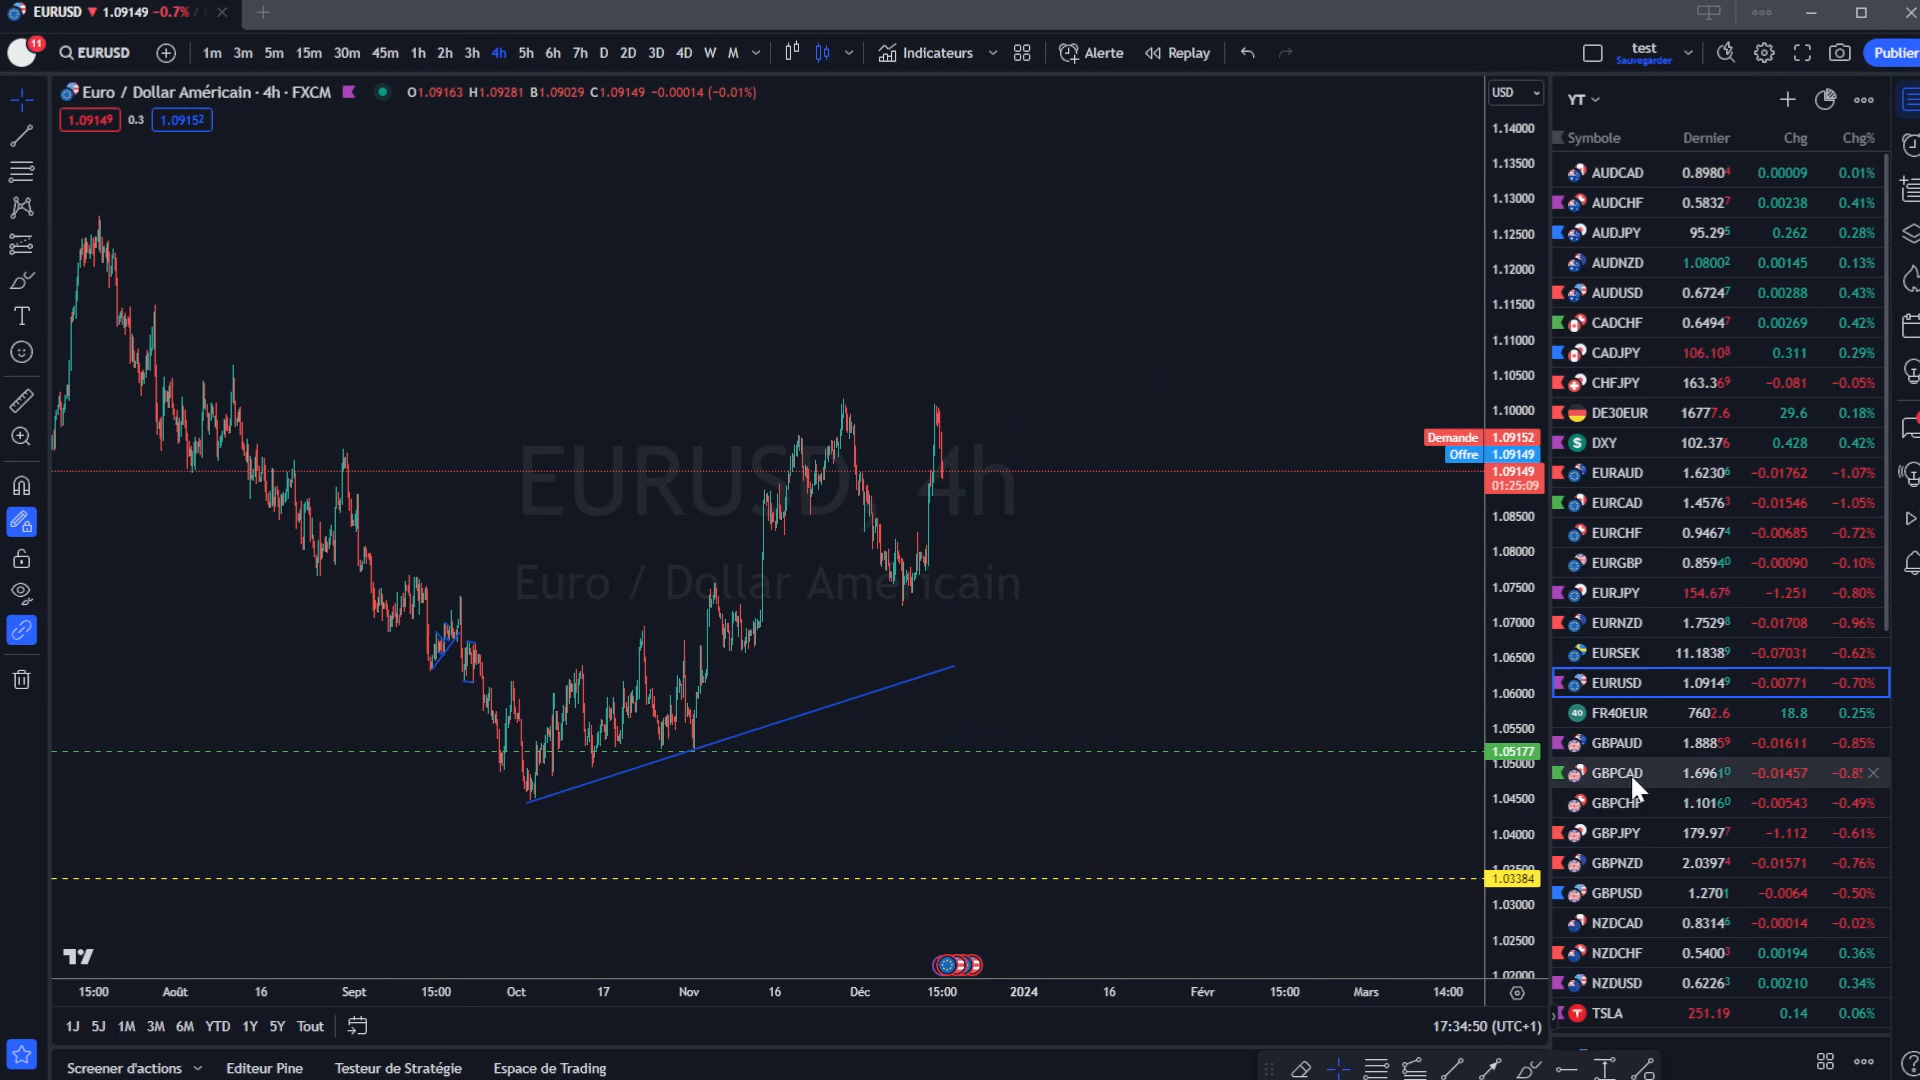 EURUSD ▼ 1.09149 −0.7% /
11 EURUSD 1m 3m 5m 15m 30m 45m 1h 2h 3h 4h 5h 6h 7h D 2D 3D 4D W M Indicateurs Alerte Replay test Sauvegarder Publier
Euro / Dollar Américain · 4h · FXCM O1.09163 H1.09281 B1.09029 C1.09149 −0.00014 (−0.01%)
1.09149 0.3 1.09152
USD
1.14000
1.13500
1.13000
1.12500
1.12000
1.11500
1.11000
1.10500
1.10000
Demande 1.09152
Offre 1.09149
1.09149
01:25:09
1.08500
1.08000
1.07500
1.07000
1.06500
1.06000
1.05500
1.05177
1.05000
1.04500
1.04000
1.03500
1.03384
1.03000
1.02500
1.02000
EURUSD, 4h
Euro / Dollar Américain
15:00 Août 16 Sept 15:00 Oct 17 Nov 16 Déc 15:00 2024 16 Févr 15:00 Mars 14:00
1J 5J 1M 3M 6M YTD 1Y 5Y Tout 17:34:50 (UTC+1)
Screener d'actions Editeur Pine Testeur de Stratégie Espace de Trading
YT
Symbole Dernier Chg Chg%
AUDCAD 0.89804 0.00009 0.01%
AUDCHF 0.58327 0.00238 0.41%
AUDJPY 95.295 0.262 0.28%
AUDNZD 1.08002 0.00145 0.13%
AUDUSD 0.67247 0.00288 0.43%
CADCHF 0.64947 0.00269 0.42%
CADJPY 106.108 0.311 0.29%
CHFJPY 163.369 −0.081 −0.05%
DE30EUR 16777.6 29.6 0.18%
$ DXY 102.376 0.428 0.42%
EURAUD 1.62306 −0.01762 −1.07%
EURCAD 1.45763 −0.01546 −1.05%
EURCHF 0.94674 −0.00685 −0.72%
EURGBP 0.85940 −0.00090 −0.10%
EURJPY 154.676 −1.251 −0.80%
EURNZD 1.75298 −0.01708 −0.96%
EURSEK 11.18389 −0.07031 −0.62%
EURUSD 1.09149 −0.00771 −0.70%
40 FR40EUR 7602.6 18.8 0.25%
GBPAUD 1.88859 −0.01611 −0.85%
GBPCAD 1.69610 −0.01457 −0.8
GBPCHF 1.10160 −0.00543 −0.49%
GBPJPY 179.977 −1.112 −0.61%
GBPNZD 2.03974 −0.01571 −0.76%
GBPUSD 1.2701 −0.0064 −0.50%
NZDCAD 0.83146 −0.00014 −0.02%
NZDCHF 0.54003 0.00194 0.36%
NZDUSD 0.62263 0.00210 0.34%
TSLA 251.19 0.14 0.06%